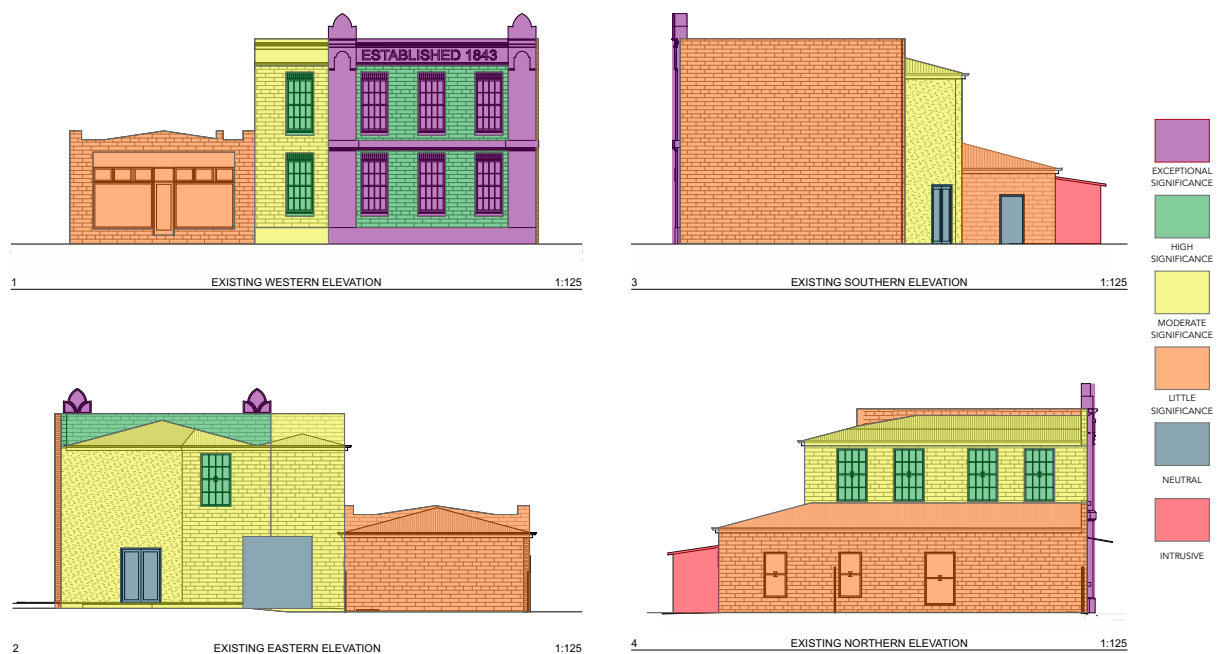 ESTABLISHED 1843
1 EXISTING WESTERN ELEVATION 1:125
3 EXISTING SOUTHERN ELEVATION 1:125
2 EXISTING EASTERN ELEVATION 1:125
4 EXISTING NORTHERN ELEVATION 1:125
EXCEPTIONAL
SIGNIFICANCE
HIGH
SIGNIFICANCE
MODERATE
SIGNIFICANCE
LITTLE
SIGNIFICANCE
NEUTRAL
INTRUSIVE